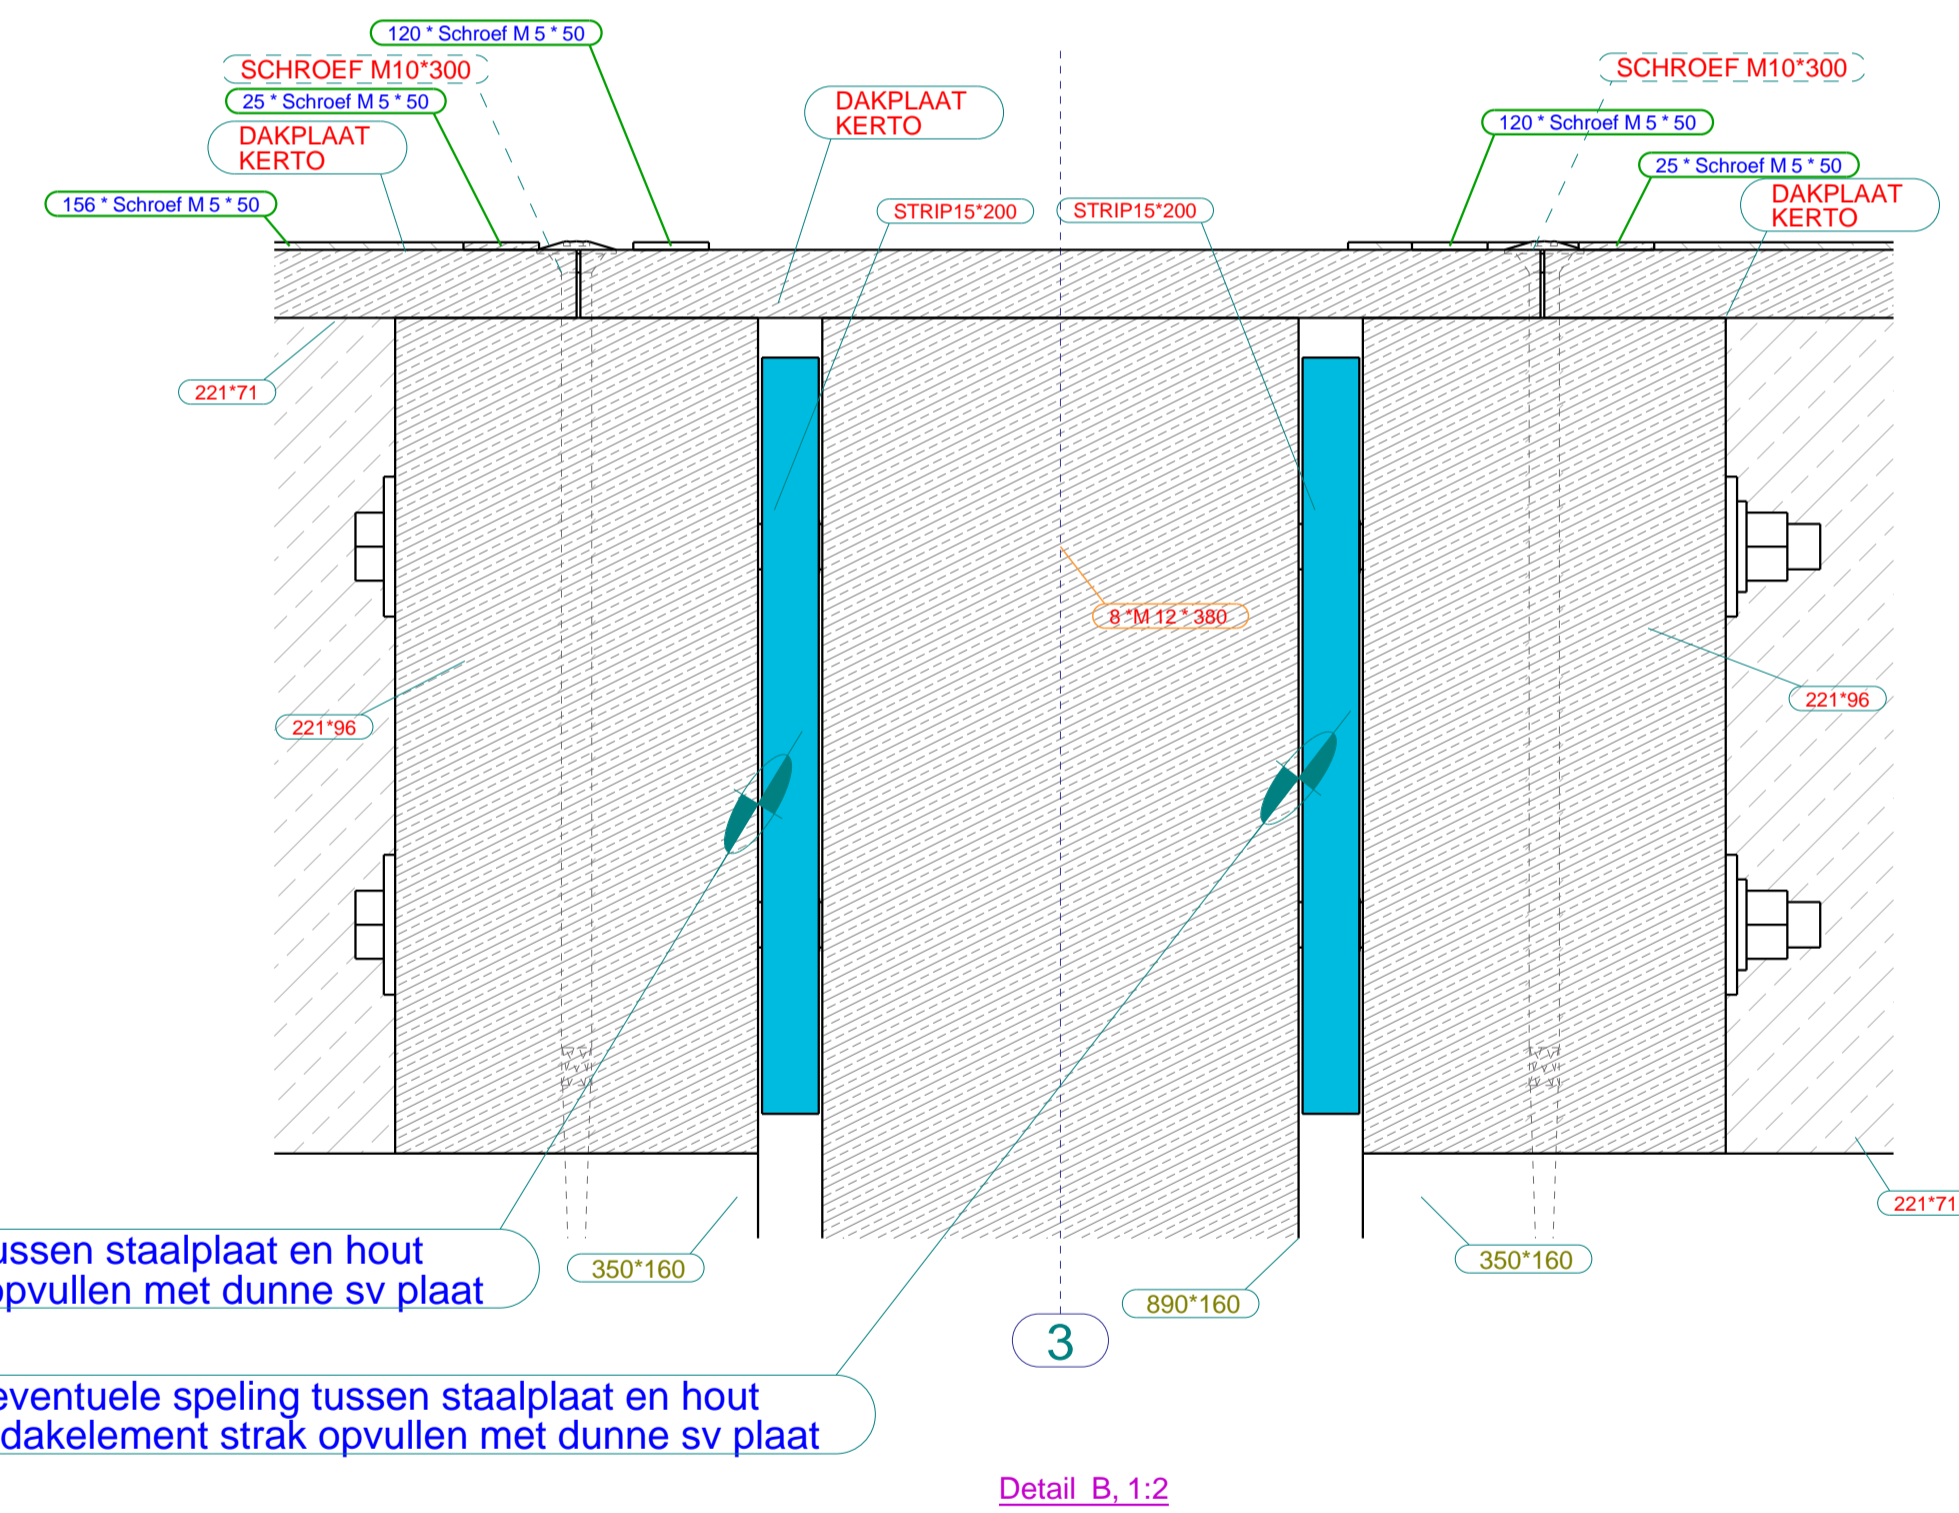 120 * Schroef M 5 * 50
SCHROEF M10*300
SCHROEF M10*300
25 * Schroef M 5 * 50
DAKPLAAT
KERTO
120 * Schroef M 5 * 50
DAKPLAAT
KERTO
25 * Schroef M 5 * 50
156 * Schroef M 5 * 50
STRIP15*200
STRIP15*200
DAKPLAAT
KERTO
221*71
8 *M 12 * 380
221*96
221*96
221*71
ussen staalplaat en hout
opvullen met dunne sv plaat
350*160
350*160
890*160
3
eventuele speling tussen staalplaat en hout
dakelement strak opvullen met dunne sv plaat
Detail B, 1:2